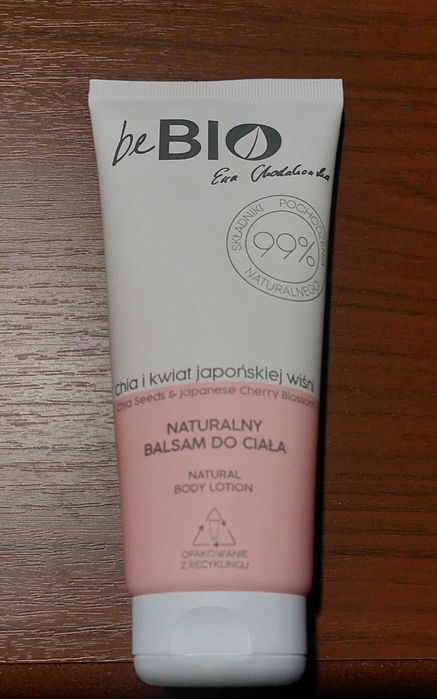 beBIO
Ewa Chodakowska
SKŁADNIKI POCHODZENIA
99%
NATURALNEGO
chia i kwiat japońskiej wiśni
Chia Seeds & Japanese Cherry Blossom
NATURALNY
BALSAM DO CIAŁA
NATURAL
BODY LOTION
OPAKOWANIE
Z RECYKLINGU